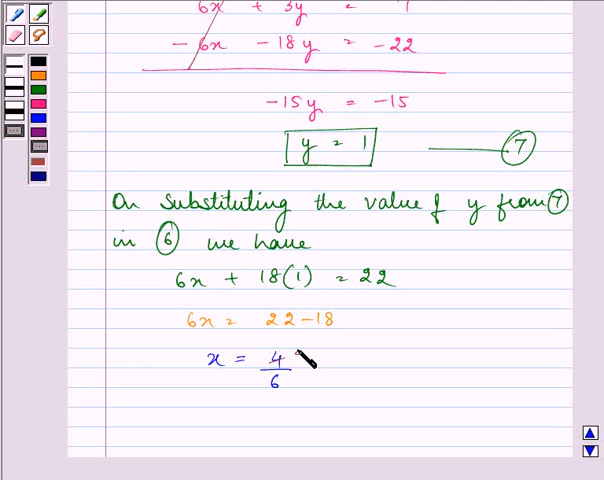 6x + 3y = 7
- 6x - 18y = -22
-15y = -15
y = 1 ⑦
On substituting the value of y from ⑦
in ⑥ we have
6x + 18(1) = 22
6x = 22-18
x = 4/6